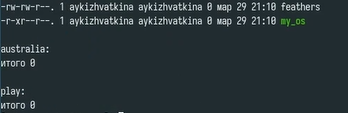 -rw-rw-r--. 1 aykizhvatkina aykizhvatkina 0 мар 29 21:10 feathers
-r-xr--r--. 1 aykizhvatkina aykizhvatkina 0 мар 29 21:10 my_os
australia:
итого 0
play:
итого 0